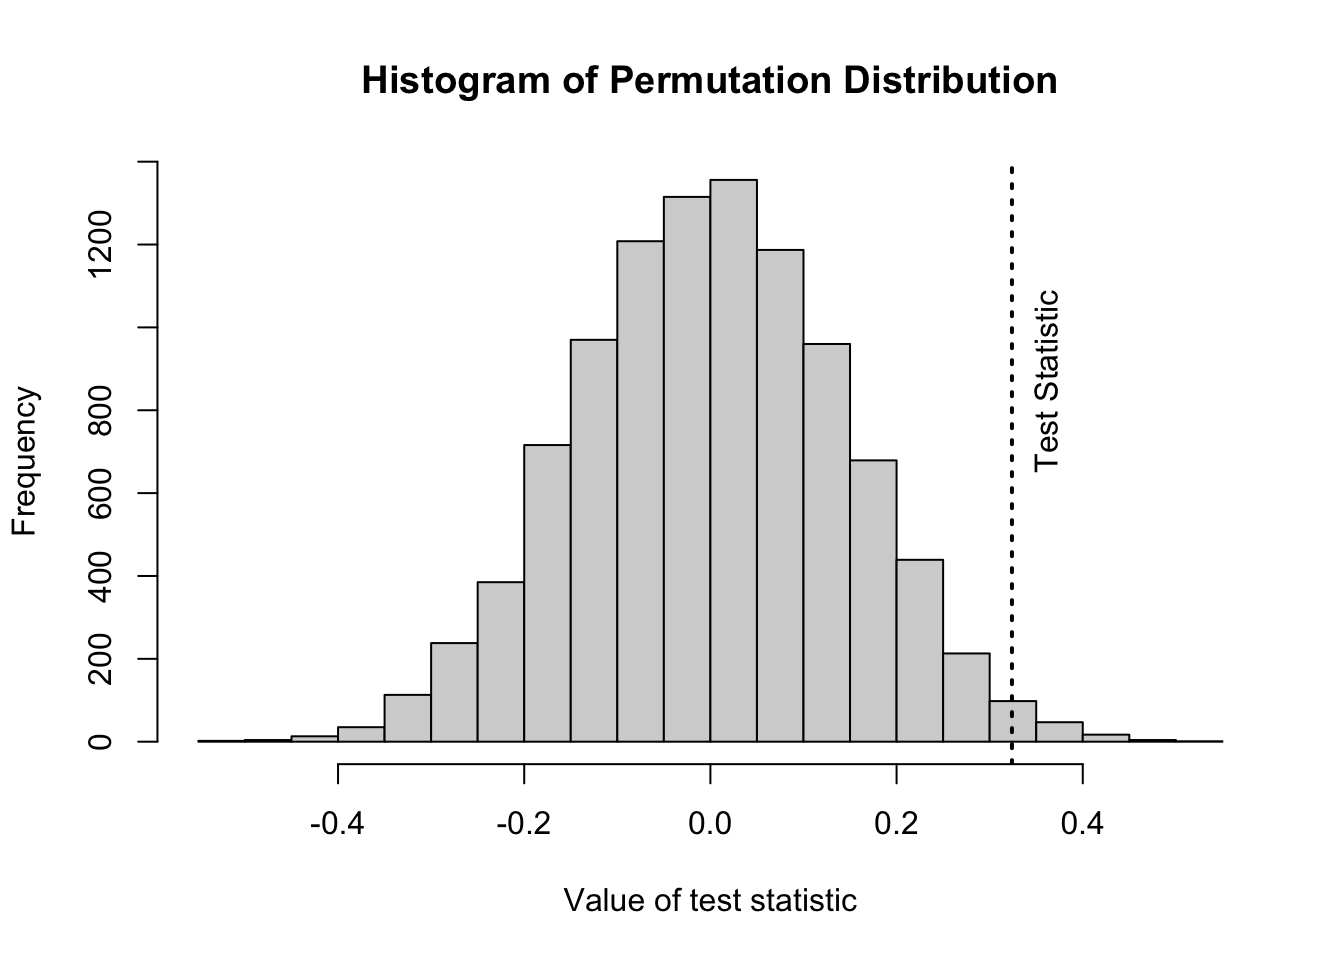 Histogram of Permutation Distribution
Frequency
1200
800
600
400
200
0
Test Statistic
-0.4 -0.2 0.0 0.2 0.4
Value of test statistic